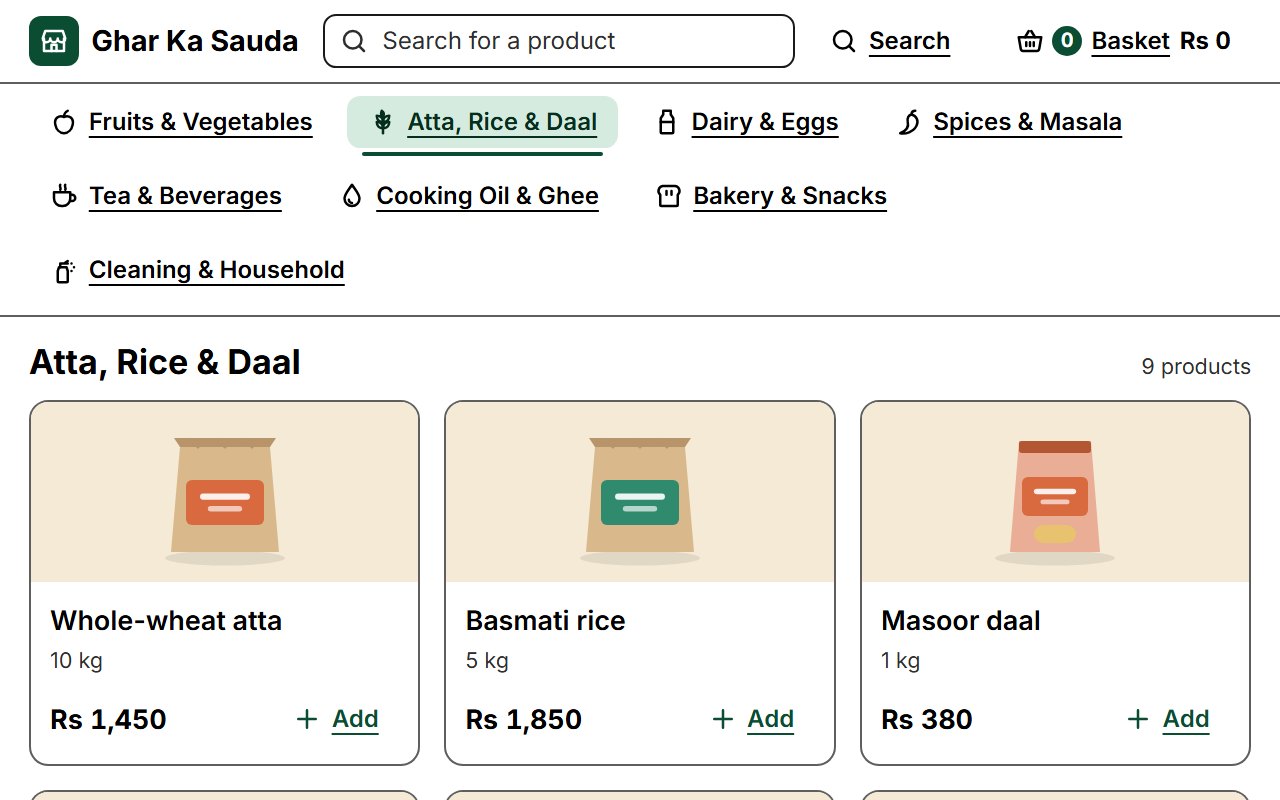 Ghar Ka Sauda
Search for a product
Search
0 Basket Rs 0
Fruits & Vegetables
Atta, Rice & Daal
Dairy & Eggs
Spices & Masala
Tea & Beverages
Cooking Oil & Ghee
Bakery & Snacks
Cleaning & Household
Atta, Rice & Daal
9 products
Whole-wheat atta
10 kg
Rs 1,450
Add
Basmati rice
5 kg
Rs 1,850
Add
Masoor daal
1 kg
Rs 380
Add